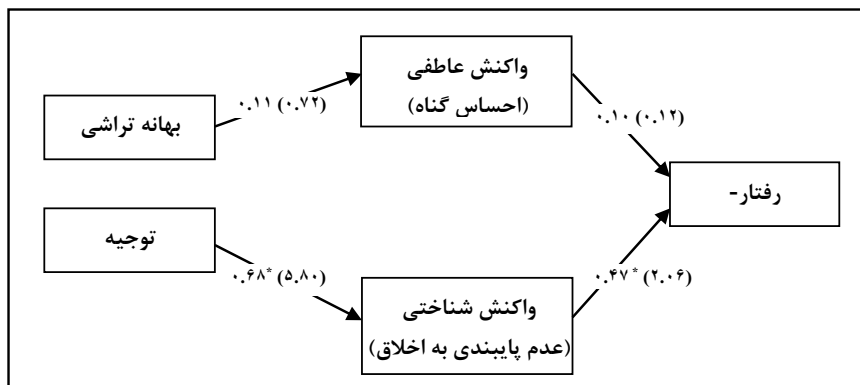 واکنش عاطفی
(احساس گناه)
۰.۱۱ (۰.۷۲)
۰.۱۰ (۰.۱۲)
بهانه تراشی
رفتار-
توجیه
۰.۶۸* (۵.۸۰)
۰.۴۷* (۲.۰۶)
واکنش شناختی
(عدم پایبندی به اخلاق)